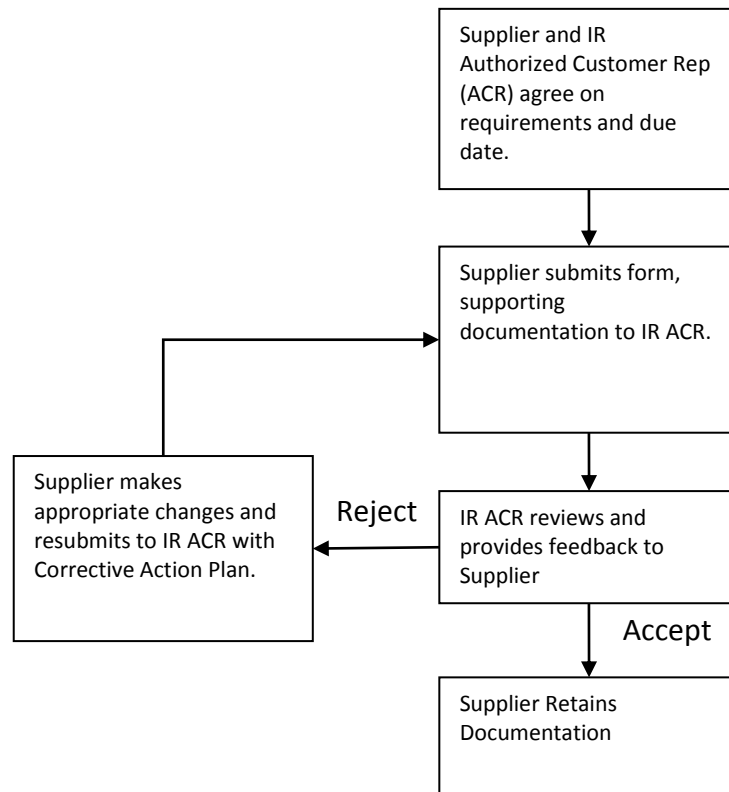 Supplier and IR
Authorized Customer Rep
(ACR) agree on
requirements and due
date.
Supplier submits form,
supporting
documentation to IR ACR.
Supplier makes
appropriate changes and
resubmits to IR ACR with
Corrective Action Plan.
Reject
IR ACR reviews and
provides feedback to
Supplier
Accept
Supplier Retains
Documentation